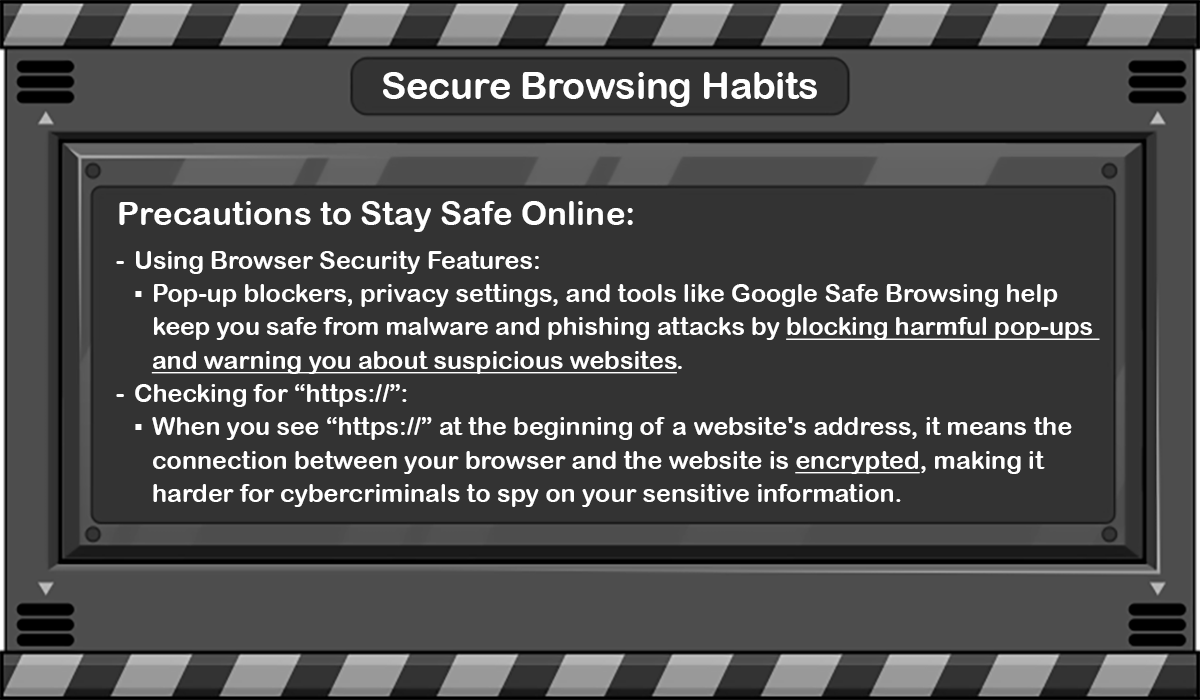 Secure Browsing Habits
Precautions to Stay Safe Online:
- Using Browser Security Features:
▪ Pop-up blockers, privacy settings, and tools like Google Safe Browsing help
keep you safe from malware and phishing attacks by blocking harmful pop-ups
and warning you about suspicious websites.
- Checking for “https://”:
▪ When you see “https://” at the beginning of a website's address, it means the
connection between your browser and the website is encrypted, making it
harder for cybercriminals to spy on your sensitive information.